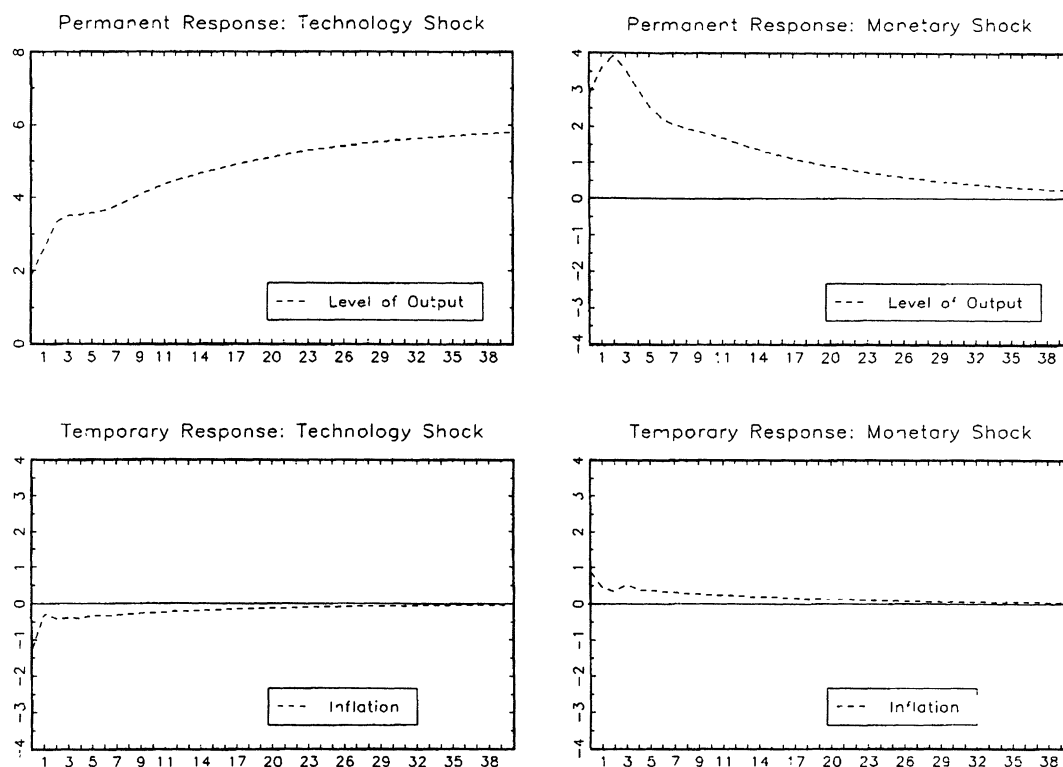 Permanent Response: Technology Shock
8
6
4
2
0
Level of Output
1 3 5 7 9 11 14 17 20 23 26 29 32 35 38
Permanent Response: Monetary Shock
4
3
2
1
0
-1
-2
-3
-4
Level of Output
1 3 5 7 9 11 14 17 20 23 26 29 32 35 38
Temporary Response: Technology Shock
4
3
2
1
0
-1
-2
-3
-4
Inflation
1 3 5 7 9 11 14 17 20 23 26 29 32 35 38
Temporary Response: Monetary Shock
4
3
2
1
0
-1
-2
-3
-4
Inflation
1 3 5 7 9 11 14 17 20 23 26 29 32 35 38